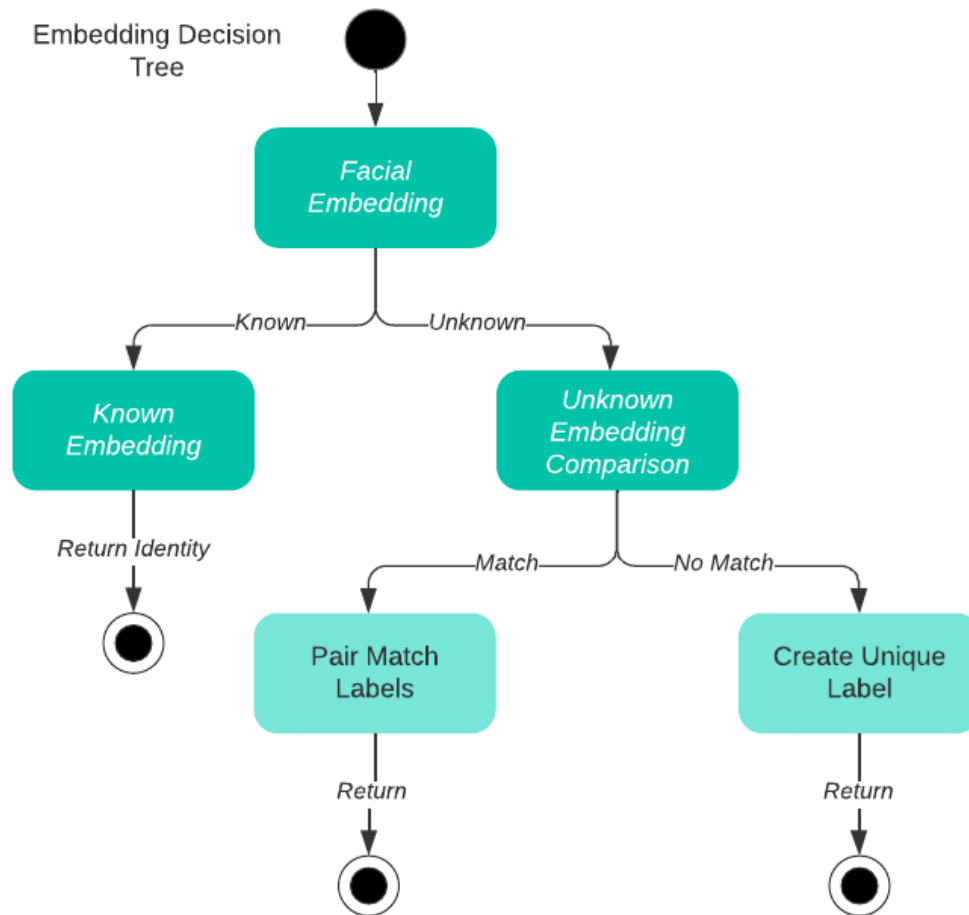 Embedding Decision
Tree
Facial
Embedding
Known
Unknown
Known
Embedding
Unknown
Embedding
Comparison
Return Identity
Match
No Match
Pair Match
Labels
Create Unique
Label
Return
Return